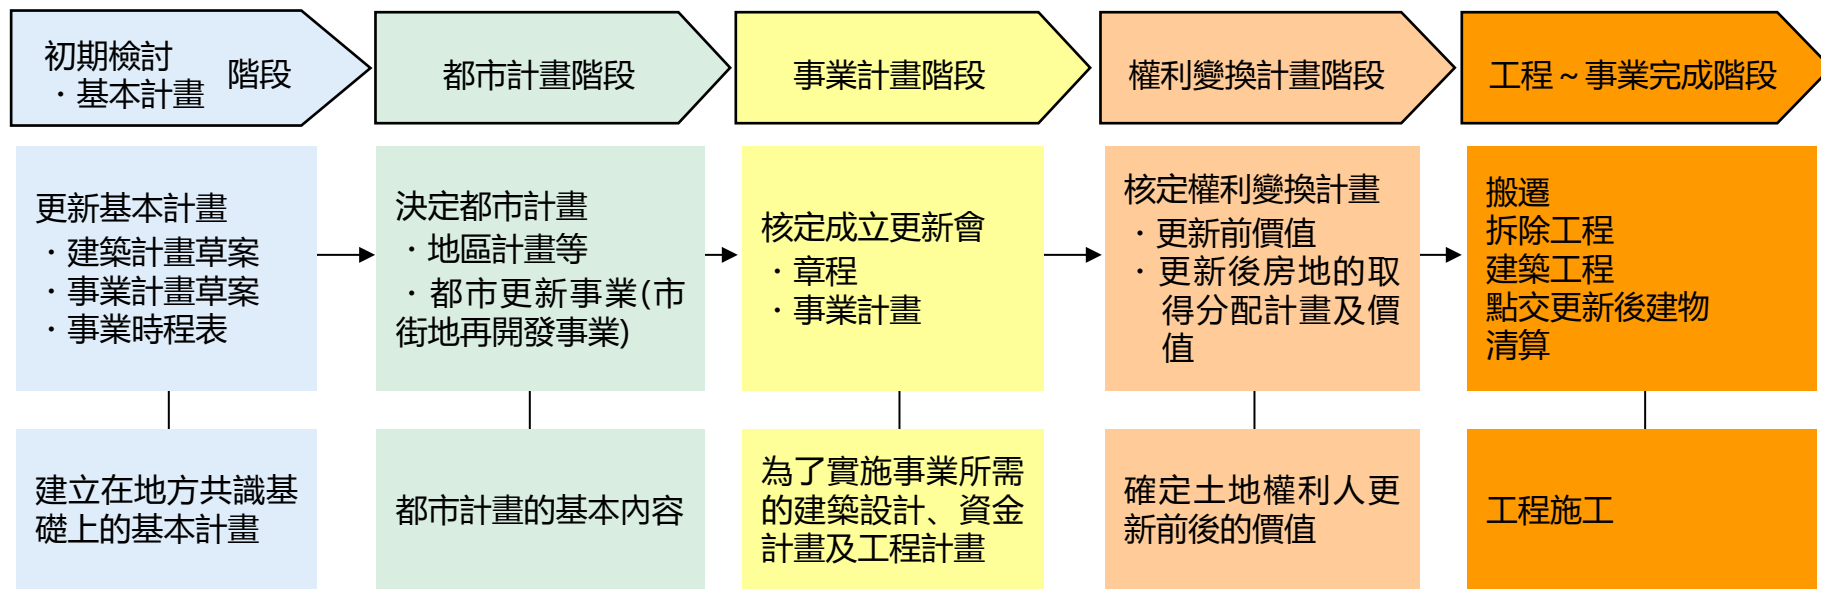 初期檢討
・基本計畫
階段
都市計畫階段
事業計畫階段
權利變換計畫階段
工程~事業完成階段
更新基本計畫
・建築計畫草案
・事業計畫草案
・事業時程表
決定都市計畫
・地區計畫等
・都市更新事業(市
街地再開發事業)
核定成立更新會
・章程
・事業計畫
核定權利變換計畫
・更新前價值
・更新後房地的取
得分配計畫及價
值
搬遷
拆除工程
建築工程
點交更新後建物
清算
建立在地方共識基
礎上的基本計畫
都市計畫的基本內容
為了實施事業所需
的建築設計、資金
計畫及工程計畫
確定土地權利人更
新前後的價值
工程施工